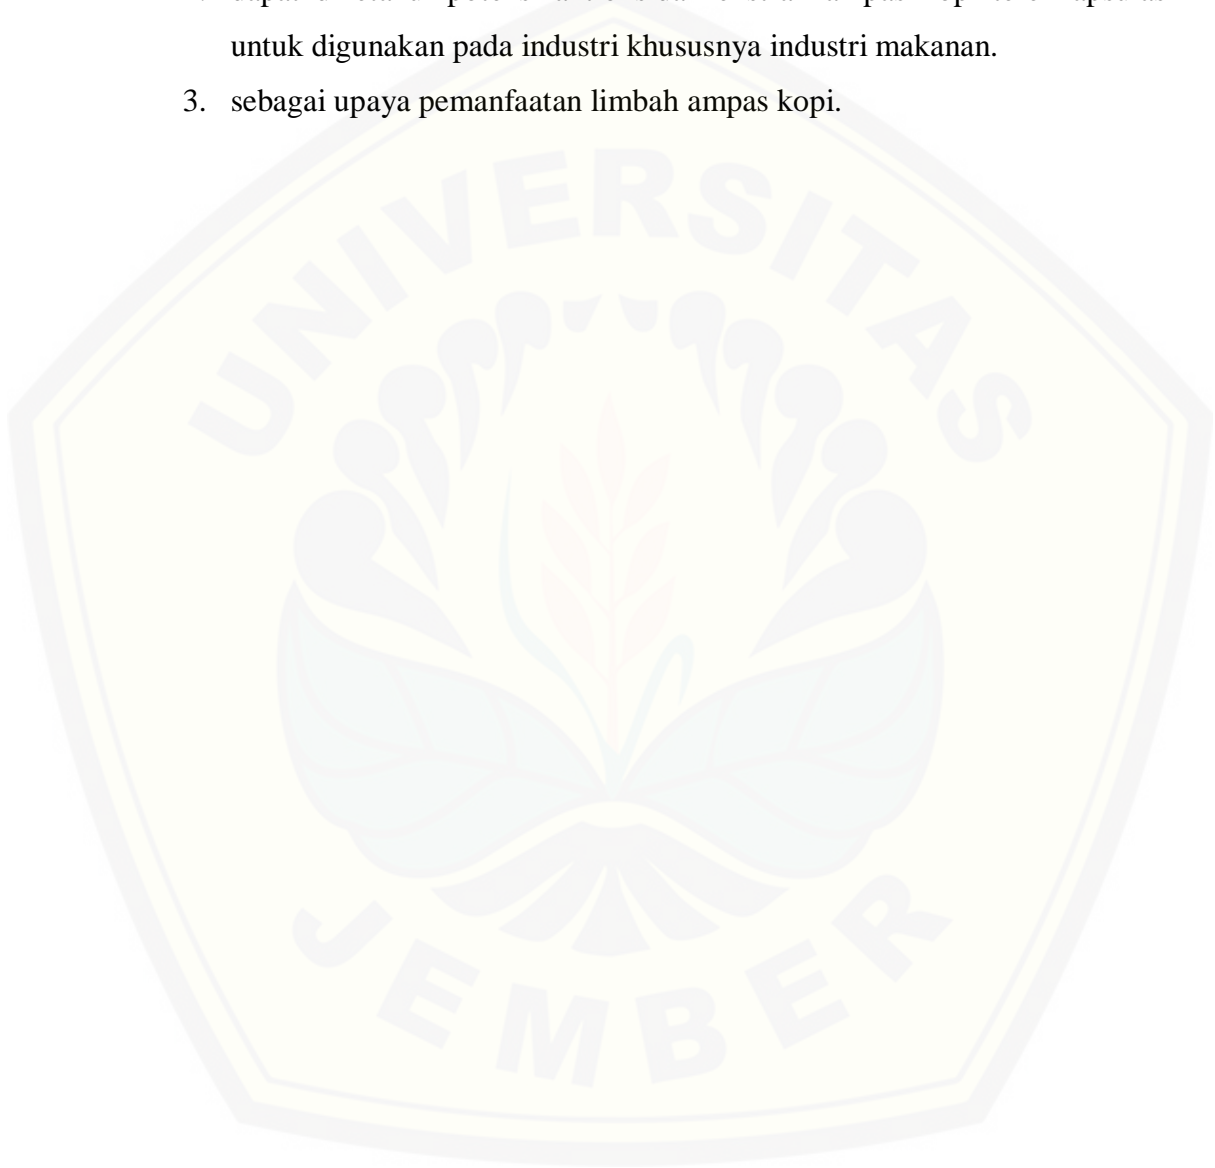 untuk digunakan pada industri khususnya industri makanan.
3. sebagai upaya pemanfaatan limbah ampas kopi.
UNIVERSITAS
JEMBER